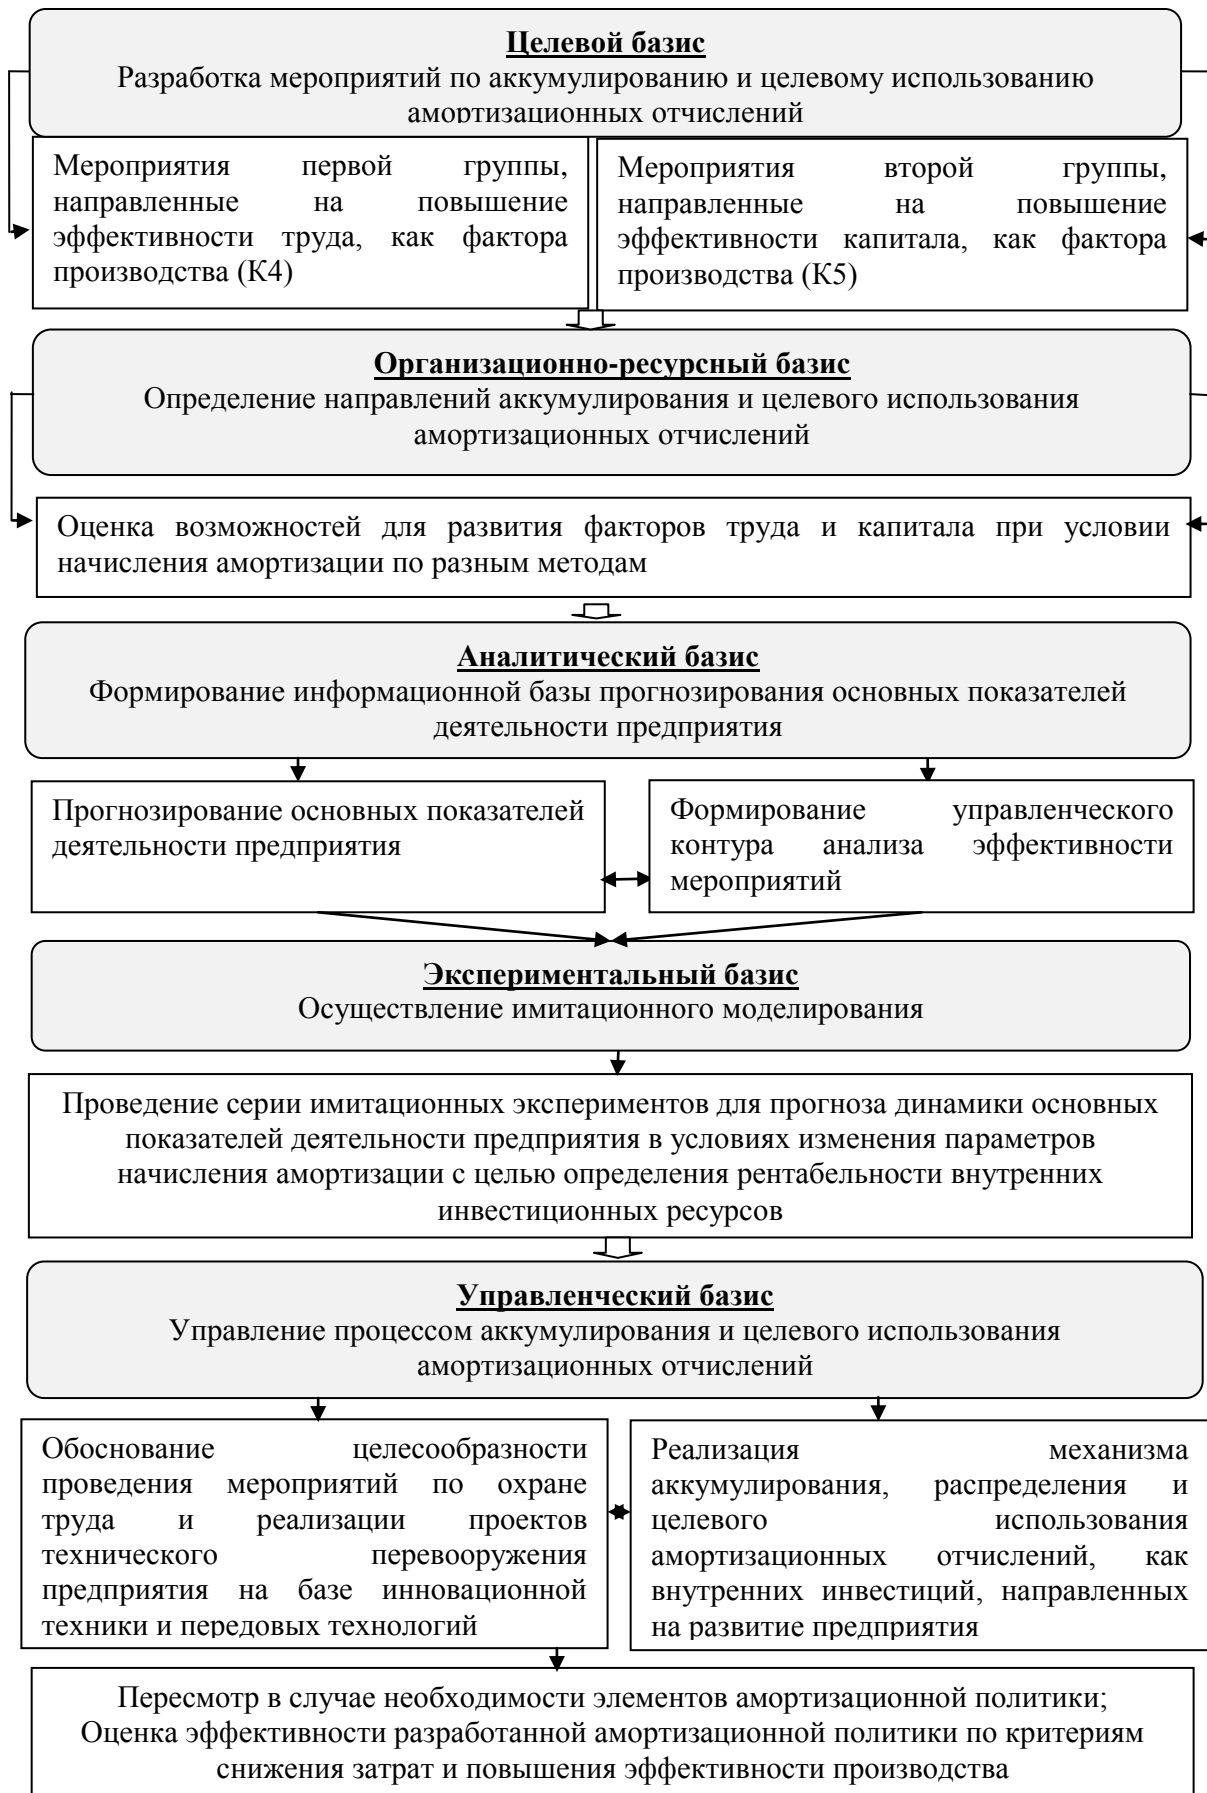 Целевой базис
Разработка мероприятий по аккумулированию и целевому использованию
амортизационных отчислений
Мероприятия первой группы,
направленные на повышение
эффективности труда, как фактора
производства (К4)
Мероприятия второй группы,
направленные на повышение
эффективности капитала, как фактора
производства (К5)
Организационно-ресурсный базис
Определение направлений аккумулирования и целевого использования
амортизационных отчислений
Оценка возможностей для развития факторов труда и капитала при условии
начисления амортизации по разным методам
Аналитический базис
Формирование информационной базы прогнозирования основных показателей
деятельности предприятия
Прогнозирование основных показателей
деятельности предприятия
Формирование управленческого
контура анализа эффективности
мероприятий
Экспериментальный базис
Осуществление имитационного моделирования
Проведение серии имитационных экспериментов для прогноза динамики основных
показателей деятельности предприятия в условиях изменения параметров
начисления амортизации с целью определения рентабельности внутренних
инвестиционных ресурсов
Управленческий базис
Управление процессом аккумулирования и целевого использования
амортизационных отчислений
Обоснование целесообразности
проведения мероприятий по охране
труда и реализации проектов
технического перевооружения
предприятия на базе инновационной
техники и передовых технологий
Реализация механизма
аккумулирования, распределения и
целевого использования
амортизационных отчислений, как
внутренних инвестиций, направленных
на развитие предприятия
Пересмотр в случае необходимости элементов амортизационной политики;
Оценка эффективности разработанной амортизационной политики по критериям
снижения затрат и повышения эффективности производства